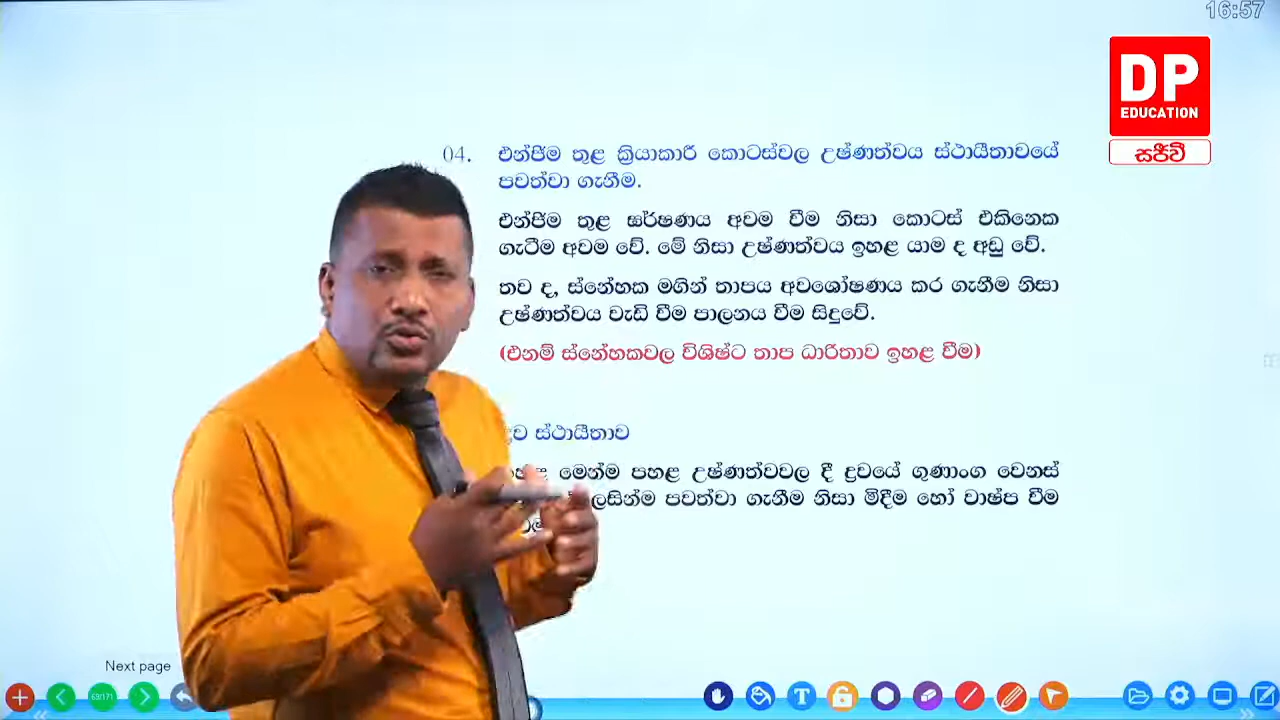 16:57
DP
EDUCATION
සජීවී
04. එන්ජිම තුළ ක්‍රියාකාරී කොටස්වල උෂ්ණත්වය ස්ථායීතාවයේ
පවත්වා ගැනීම.
එන්ජිම තුළ ඝර්ෂණය අවම වීම නිසා කොටස් එකිනෙක
ගැටීම අවම වේ. මේ නිසා උෂ්ණත්වය ඉහළ යාම ද අඩු වේ.
තව ද, ස්නේහක මගින් තාපය අවශෝෂණය කර ගැනීම නිසා
උෂ්ණත්වය වැඩි වීම පාලනය වීම සිදුවේ.
(එනම් ස්නේහකවල විශිෂ්ට තාප ධාරිතාව ඉහළ වීම)
ස්ථායීතාව
මෙන්ම පහළ උෂ්ණත්වවල දී ද්‍රවයේ ගුණාංග වෙනස්
පවත්වා ගැනීම නිසා මිදීම හෝ වාෂ්ප වීම
Next page
63/171